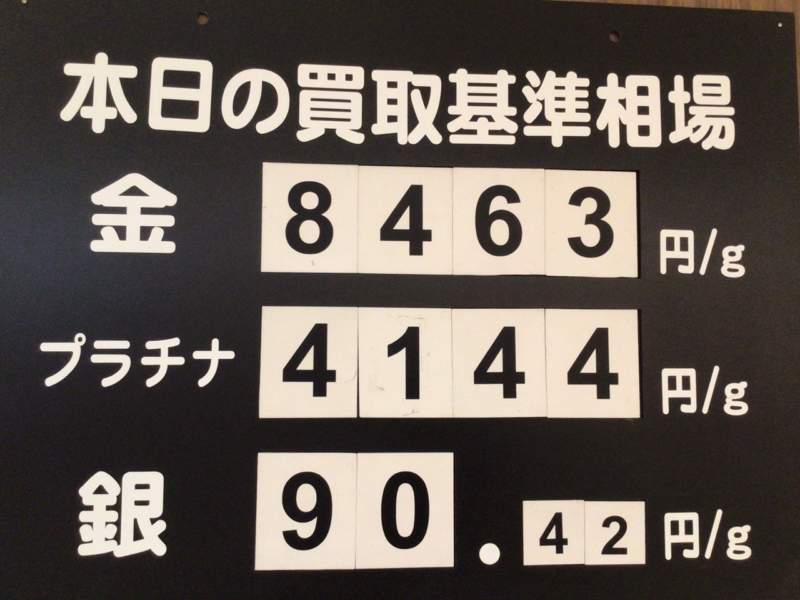 本日の買取基準相場
金 8463 円/g
プラチナ 4144 円/g
銀 90.42 円/g